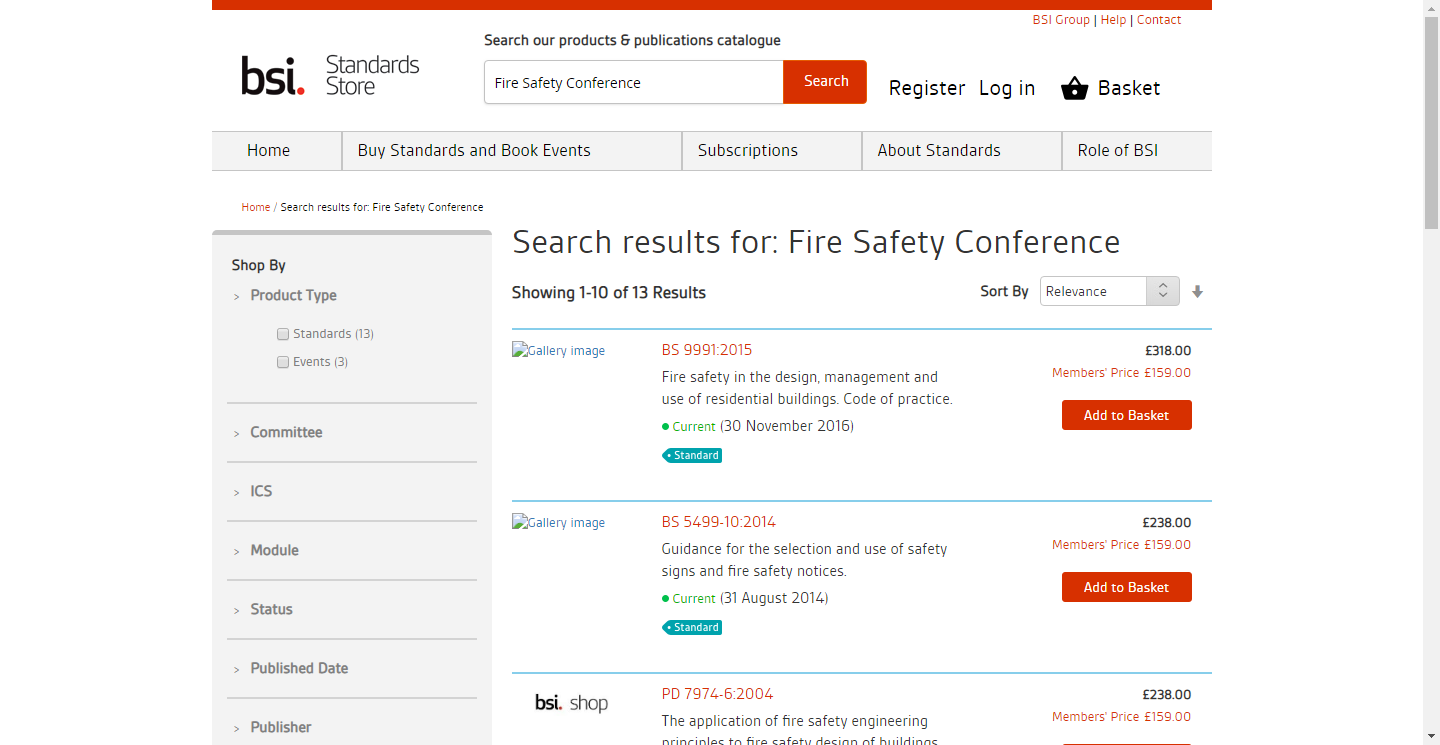 BSI Group | Help | Contact
Search our products & publications catalogue
bsi. Standards Store
Fire Safety Conference
Search
Register
Log in
Basket
Home
Buy Standards and Book Events
Subscriptions
About Standards
Role of BSI
Home / Search results for: Fire Safety Conference
Shop By
> Product Type
Standards (13)
Events (3)
> Committee
> ICS
> Module
> Status
> Published Date
> Publisher
Search results for: Fire Safety Conference
Showing 1-10 of 13 Results
Sort By
Relevance
Gallery image
BS 9991:2015
Fire safety in the design, management and
use of residential buildings. Code of practice.
Current (30 November 2016)
Standard
£318.00
Members' Price £159.00
Add to Basket
Gallery image
BS 5499-10:2014
Guidance for the selection and use of safety
signs and fire safety notices.
Current (31 August 2014)
Standard
£238.00
Members' Price £159.00
Add to Basket
bsi. shop
PD 7974-6:2004
The application of fire safety engineering
principles to fire safety design of buildings.
£238.00
Members' Price £159.00